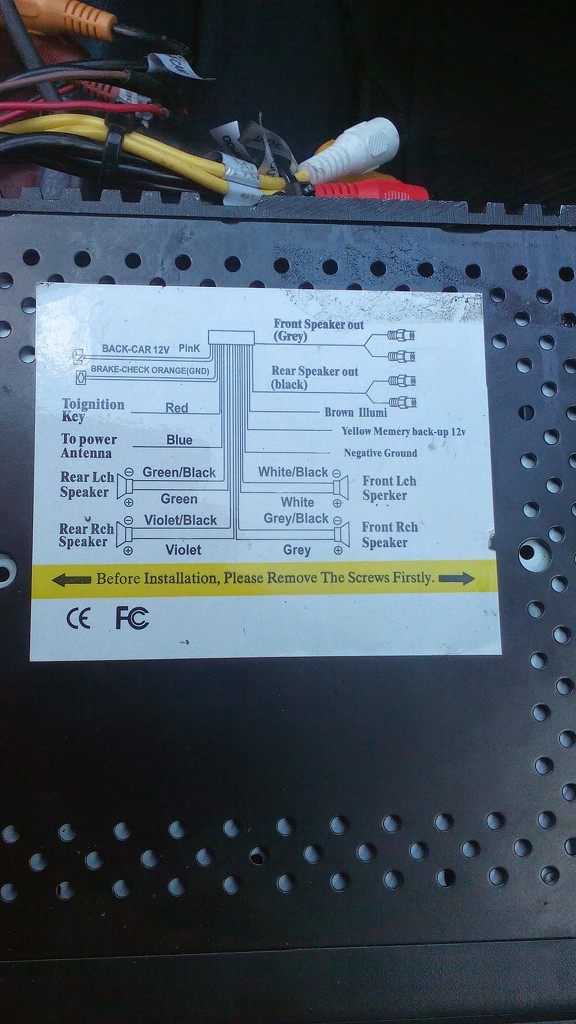 Front Speaker out
(Grey)
BACK-CAR 12V PinK
BRAKE-CHECK ORANGE(GND)
Rear Speaker out
(black)
Toignition
Key
Red
Brown Illumi
Yellow Memery back-up 12v
To power
Antenna
Blue
Negative Ground
Rear Lch
Speaker
Green/Black
Green
White/Black
White
Front Lch
Sperker
Rear Rch
Speaker
Violet/Black
Violet
Grey/Black
Grey
Front Rch
Speaker
Before Installation, Please Remove The Screws Firstly.
CE FC